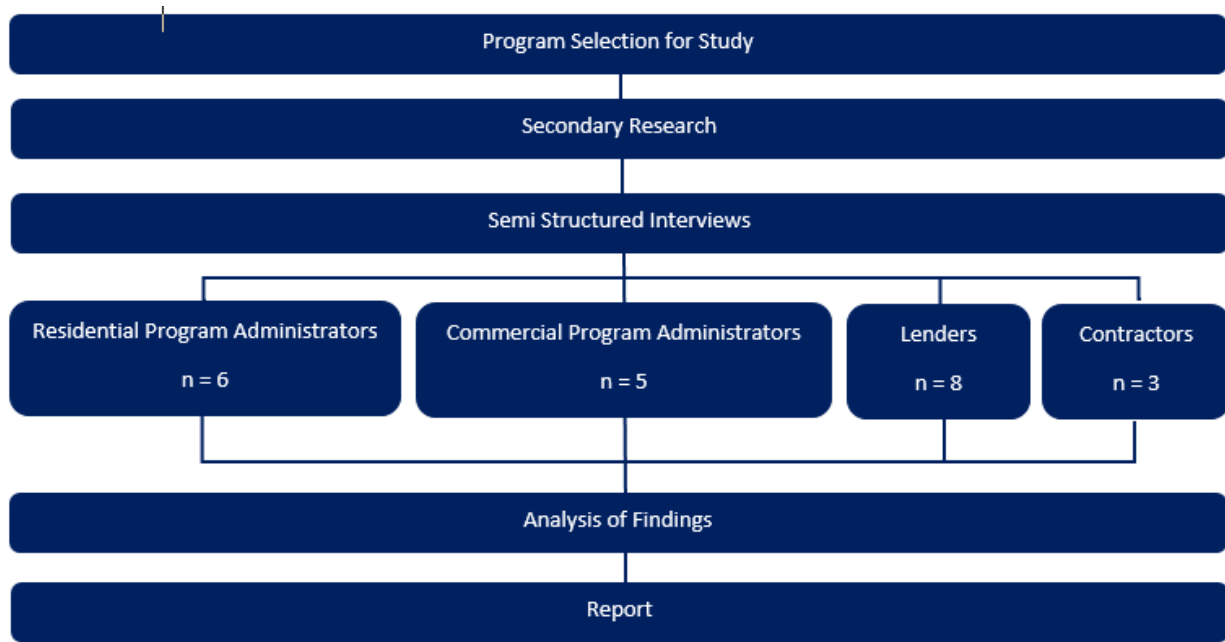 Program Selection for Study
Secondary Research
Semi Structured Interviews
Residential Program Administrators
n = 6
Commercial Program Administrators
n = 5
Lenders
n = 8
Contractors
n = 3
Analysis of Findings
Report